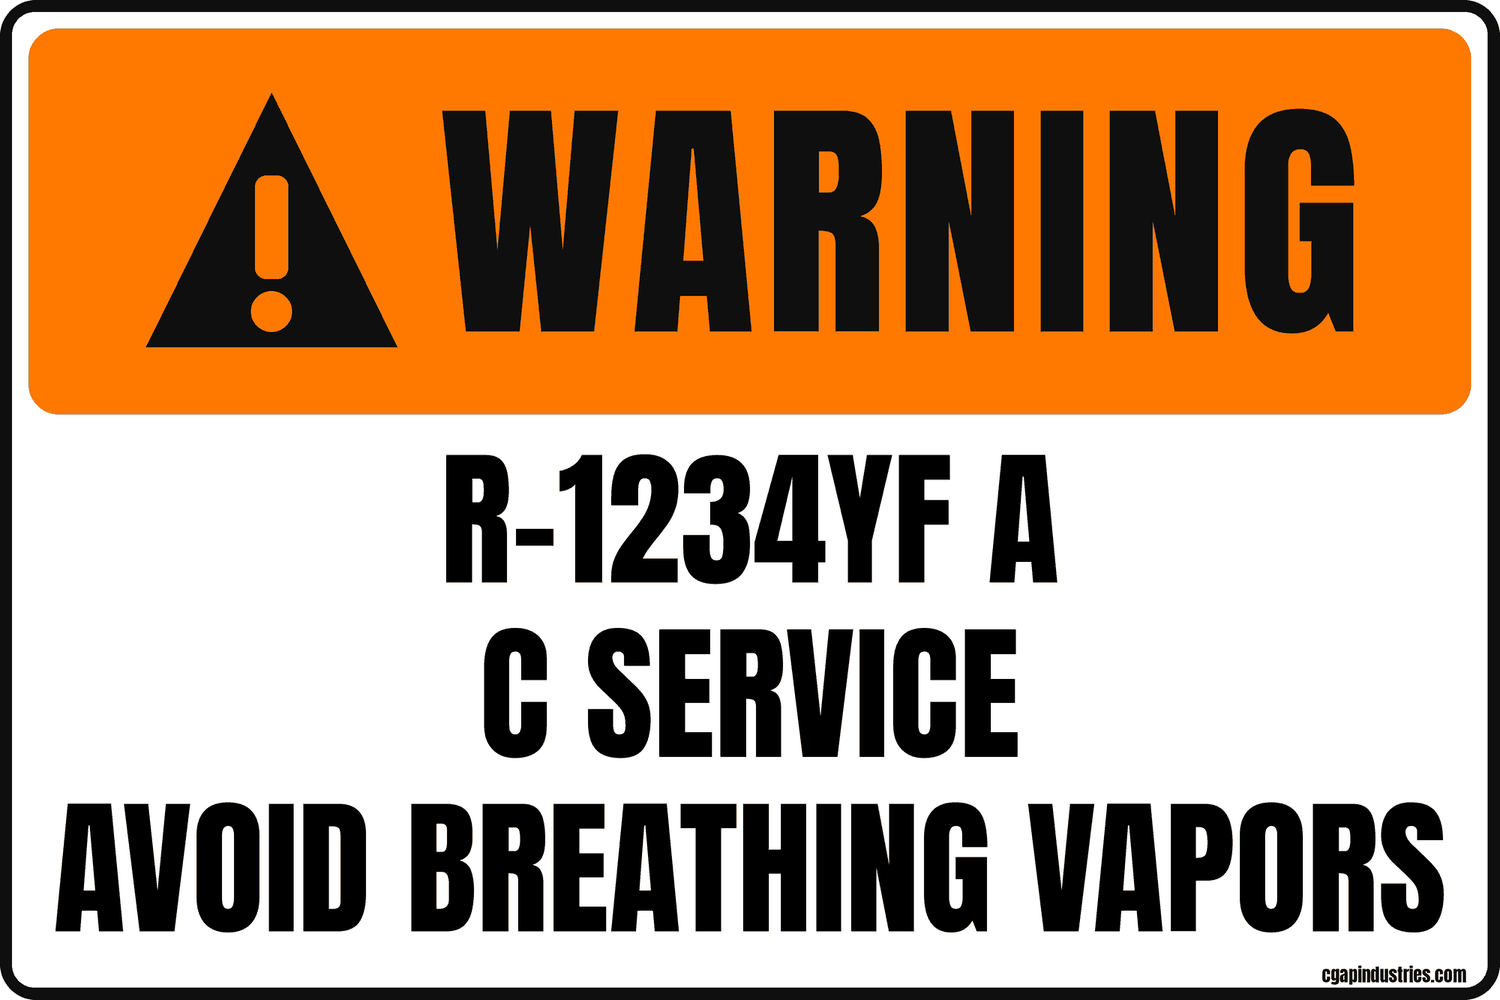 WARNING
R-1234YF A
C SERVICE
AVOID BREATHING VAPORS
cgapindustries.com